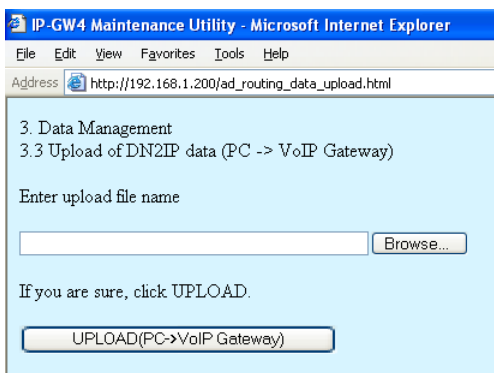 IP-GW4 Maintenance Utility - Microsoft Internet Explorer
File Edit View Favorites Tools Help
Address http://192.168.1.200/ad_routing_data_upload.html
3. Data Management
3.3 Upload of DN2IP data (PC -> VoIP Gateway)
Enter upload file name
Browse...
If you are sure, click UPLOAD.
UPLOAD(PC->VoIP Gateway)